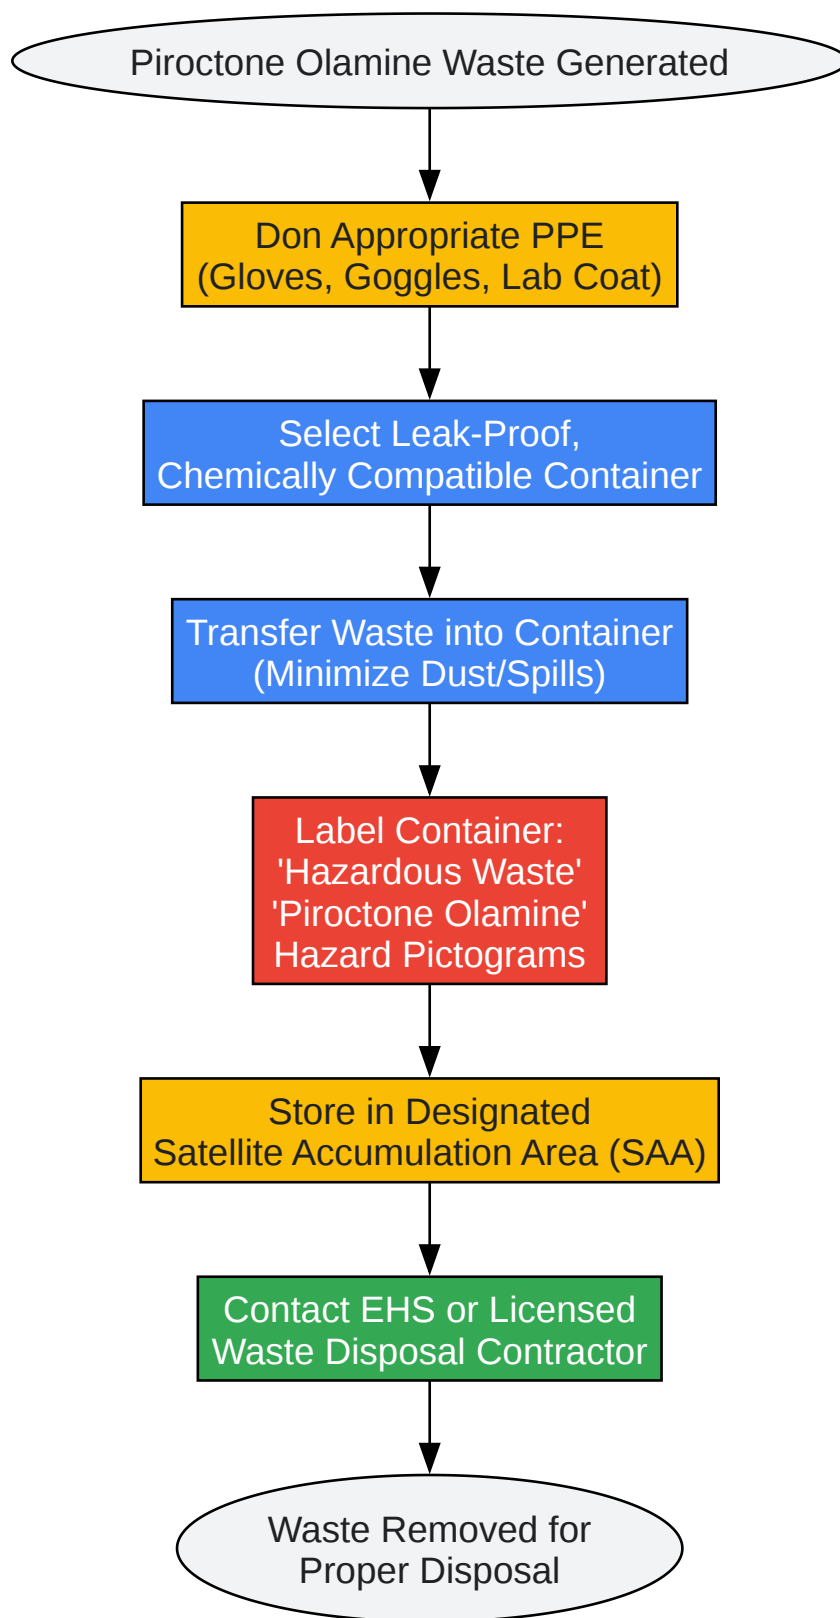 Piroctone Olamine Waste Generated
Don Appropriate PPE
(Gloves, Goggles, Lab Coat)
Select Leak-Proof,
Chemically Compatible Container
Transfer Waste into Container
(Minimize Dust/Spills)
Label Container:
'Hazardous Waste'
'Piroctone Olamine'
Hazard Pictograms
Store in Designated
Satellite Accumulation Area (SAA)
Contact EHS or Licensed
Waste Disposal Contractor
Waste Removed for
Proper Disposal